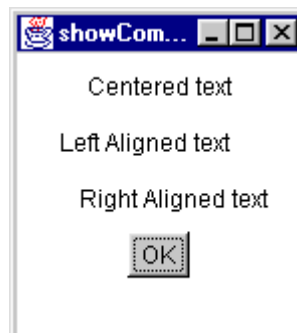 showCom...
Centered text
Left Aligned text
Right Aligned text
OK